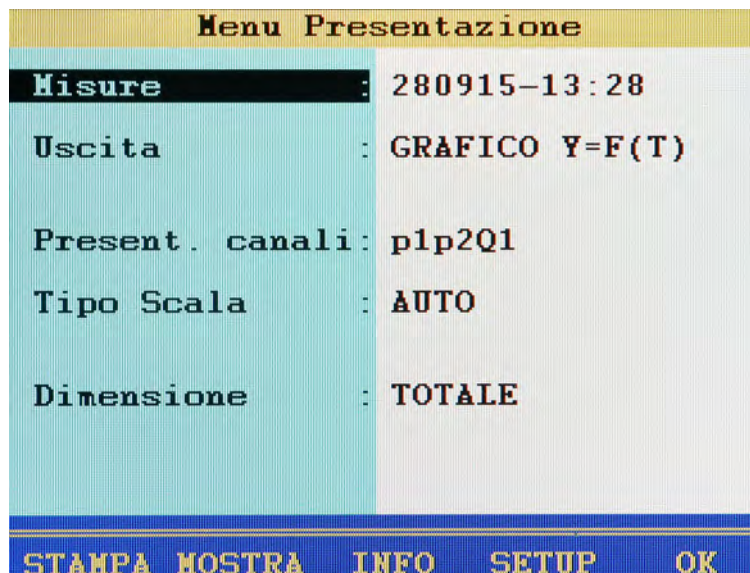 Menu Presentazione
Misure : 280915-13:28
Uscita : GRAFICO Y=F(T)
Present. canali: p1p2Q1
Tipo Scala : AUTO
Dimensione : TOTALE
STAMPA MOSTRA INFO SETUP OK